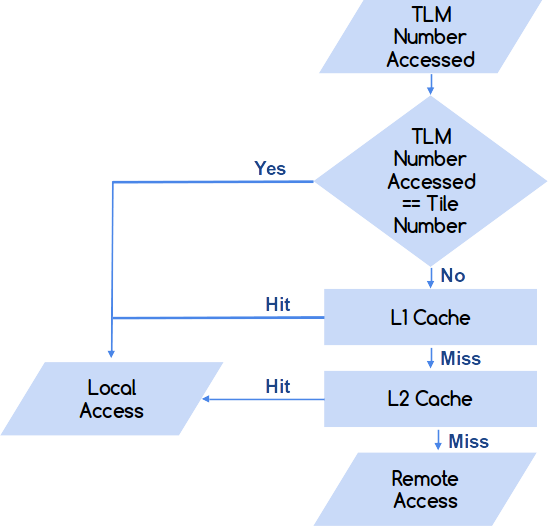 TLM
Number
Accessed
TLM
Number
Accessed
== Tile
Number
Yes
No
Hit
L1 Cache
Miss
Local
Access
Hit
L2 Cache
Miss
Remote
Access